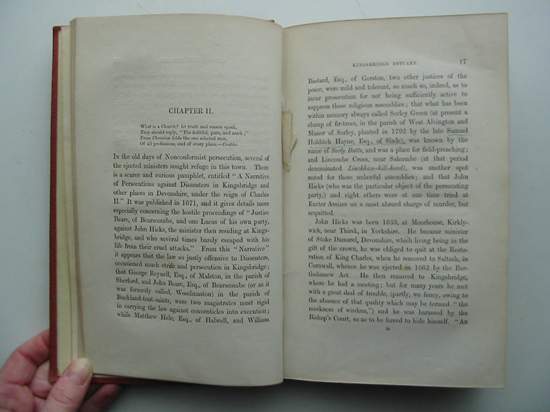 CHAPTER II.
What is a Church? Let truth and reason speak,
They would reply, "The faithful, pure, and meek;
From Christian folds the one selected race,
Of all professions, and of every place."—Crabbe.
In the old days of Nonconformist persecution, several of
the ejected ministers sought refuge in this town. There
is a scarce and curious pamphlet, entitled "A Narrative
of Persecutions against Dissenters in Kingsbridge and
other places in Devonshire, under the reign of Charles
II." It was published in 1671, and it gives details more
especially concerning the hostile proceedings of "Justice
Beare, of Bearscombe, and one Lucas of his own party,
against John Hicks, the minister then residing at Kings-
bridge, and who several times barely escaped with his
life from their cruel attacks." From this "Narrative"
it appears the law so justly offensive to Dissenters,
occasioned much strife and persecution in Kingsbridge:
that George Reynell, Esq., of Malston, in the parish of
Sherford, and John Beare, Esq., of Bearscombe (or as it
was formerly called, Woodmaston) in the parish of
Buckland-tout-saints, were two magistrates most rigid
in carrying the law against conventicles into execution;
while Matthew Hele, Esq., of Halwell, and William
KINGSBRIDGE ESTUARY. 17
Bastard, Esq., of Gerston, two other justices of the
peace, were mild and tolerant, so much so, indeed, as to
incur prosecution for not being sufficiently active to
suppress these religious assemblies; that what has been
within memory always called Sorley Green (at present a
clump of fir-trees, in the parish of West Alvington and
Manor of Sorley, planted in 1792 by the late Samuel
Holditch Hayne, Esq., of Slade), was known by the
name of Sorly Butts, and was a place for field-preaching;
and Lincombe Cross, near Salcombe (at that period
denominated Linckhim-hill-head), was another spot
noted for these unlawful assemblies; and that John
Hicks (who was the particular object of the persecuting
party,) and eight others were at one time tried at
Exeter Assizes on a most absurd charge of murder, but
acquitted.
John Hicks was born 1633, at Moorhouse, Kirkly-
wick, near Thirsk, in Yorkshire. He became minister
of Stoke Damarel, Devonshire, which living being in the
gift of the crown, he was obliged to quit at the Resto-
ration of King Charles, when he removed to Saltash, in
Cornwall, whence he was ejected in 1662 by the Bar-
tholomew Act. He then removed to Kingsbridge,
where he had a meeting; but for many years he met
with a great deal of trouble, (partly, we fancy, owing to
the absence of that quality which may be termed "the
meekness of wisdom,") and he was harassed by the
Bishop's Court, so as to be forced to hide himself. "An